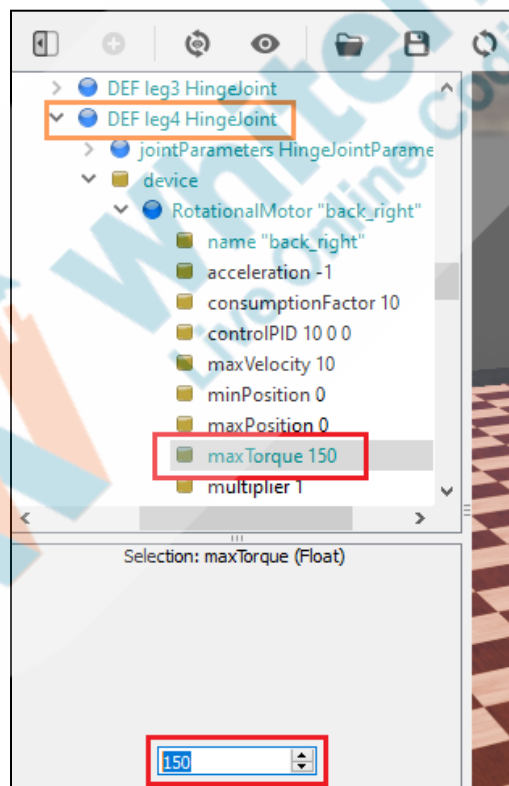 DEF leg3 HingeJoint
DEF leg4 HingeJoint
jointParameters HingeJointParame
device
RotationalMotor "back_right"
name "back_right"
acceleration -1
consumptionFactor 10
controlPID 10 0 0
maxVelocity 10
minPosition 0
maxPosition 0
maxTorque 150
multiplier 1
Selection: maxTorque (Float)
150